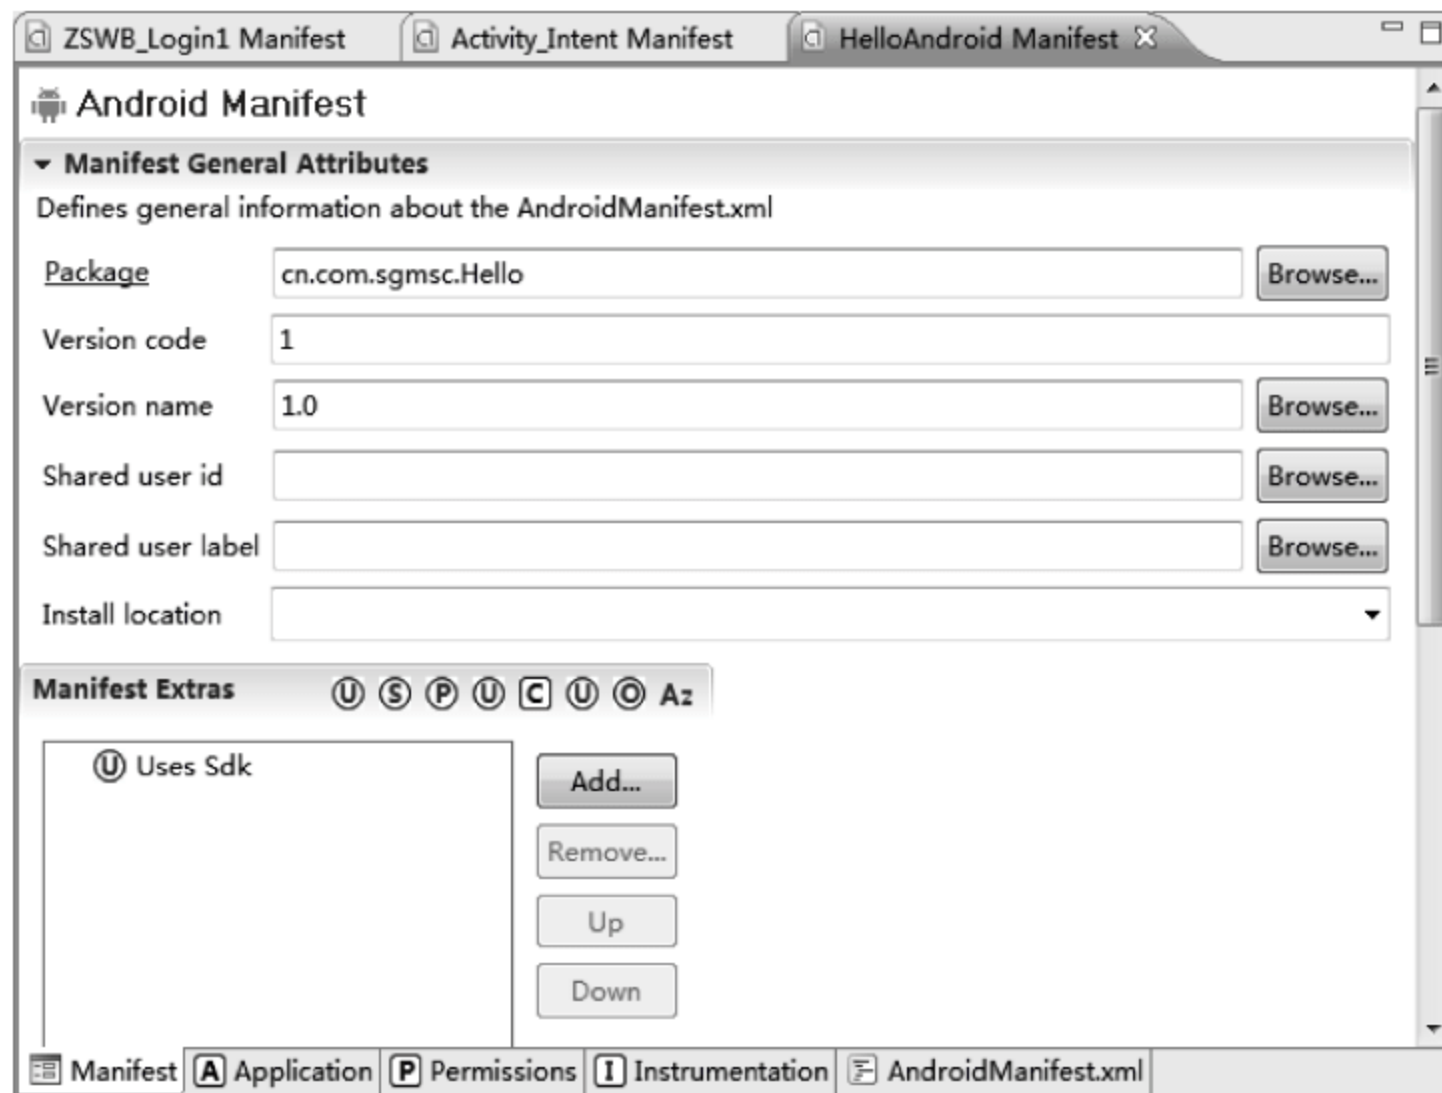 ZSWB_Login1 Manifest Activity_Intent Manifest HelloAndroid Manifest
Android Manifest
Manifest General Attributes
Defines general information about the AndroidManifest.xml
Package cn.com.sgmsc.Hello Browse...
Version code 1
Version name 1.0 Browse...
Shared user id Browse...
Shared user label Browse...
Install location
Manifest Extras U S P U C U O Az
U Uses Sdk
Add...
Remove...
Up
Down
Manifest A Application P Permissions I Instrumentation AndroidManifest.xml